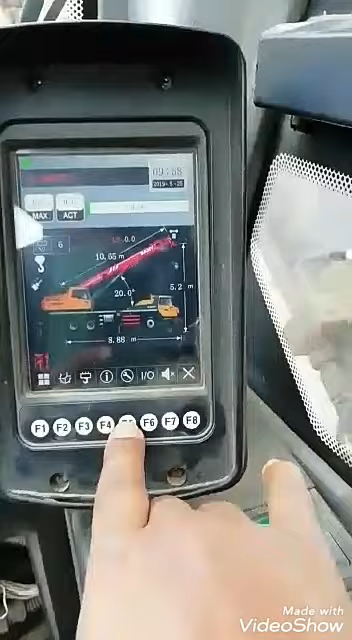 09:58
2019- 5-25
MAX
ACT
6
10.65 m
20.0°
5.2 m
8.88 m
I/O
F1 F2 F3 F4 F6 F7 F8
Made with
VideoShow